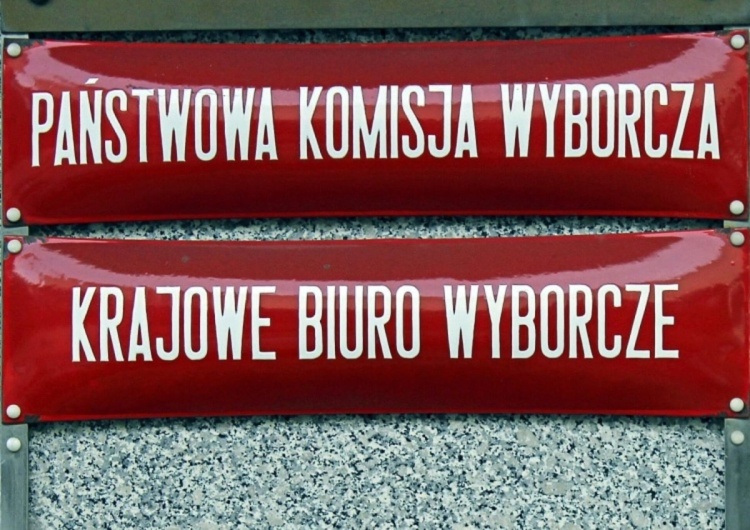 PAŃSTWOWA KOMISJA WYBORCZA
KRAJOWE BIURO WYBORCZE